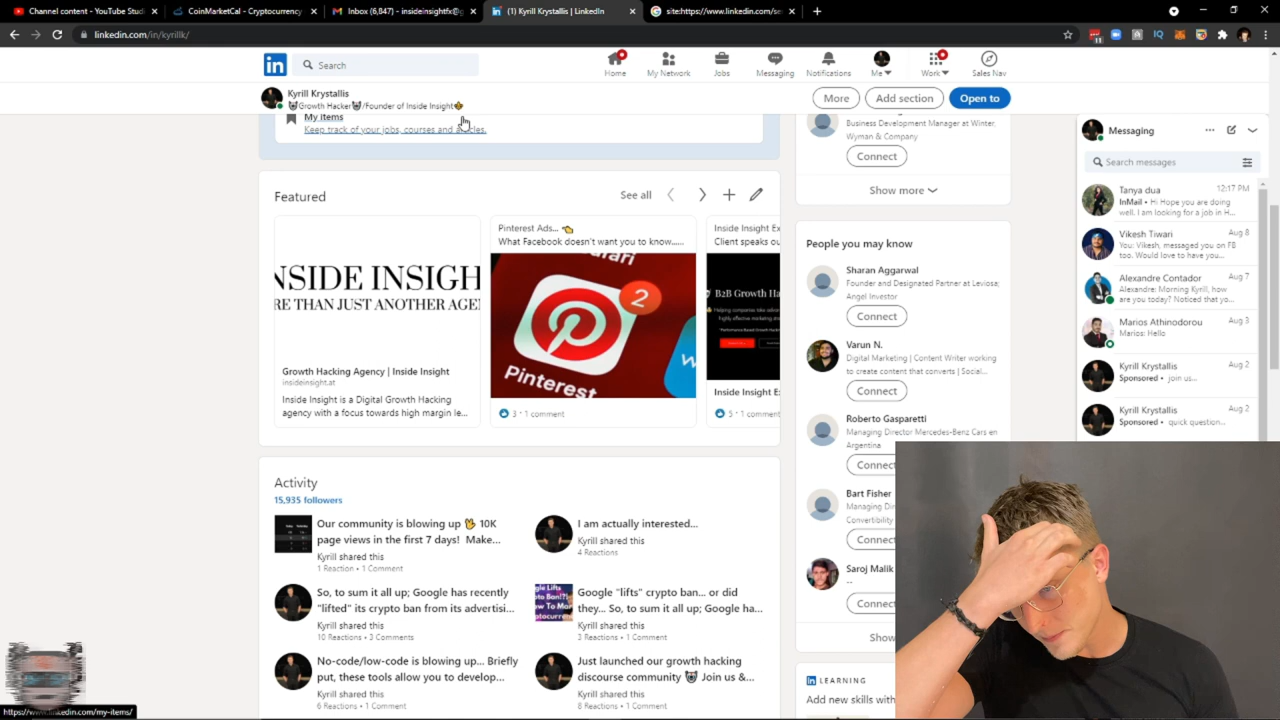 Channel content - YouTube Studi
CoinMarketCal - Cryptocurrency
Inbox (6,847) - insideinsightfx@g
(1) Kyrill Krystallis | LinkedIn
site:https://www.linkedin.com/se
linkedin.com/in/kyrillk/
11
in
Search
Home
My Network
Jobs
Messaging
Notifications
Me
Work
Sales Nav
Kyrill Krystallis
Growth Hacker /Founder of Inside Insight
More
Add section
Open to
My items
Keep track of your jobs, courses and articles.
Featured
See all
INSIDE INSIGH
RE THAN JUST ANOTHER AGE
Growth Hacking Agency | Inside Insight
insideinsight.at
Inside Insight is a Digital Growth Hacking
agency with a focus towards high margin le...
Pinterest Ads...
What Facebook doesn't want you to know......
2
Pinterest
3 · 1 comment
Inside Insight Ex
Client speaks ou
B2B Growth Ha
Inside Insight Ex
5 · 1 comment
Activity
15,935 followers
Our community is blowing up 10K
page views in the first 7 days! Make...
Kyrill shared this
1 Reaction • 1 Comment
I am actually interested...
Kyrill shared this
4 Reactions
So, to sum it all up; Google has recently
"lifted" its crypto ban from its advertisi...
Kyrill shared this
10 Reactions • 3 Comments
Google "lifts" crypto ban... or did
they... So, to sum it all up; Google ha...
Kyrill shared this
3 Reactions • 1 Comment
No-code/low-code is blowing up... Briefly
put, these tools allow you to develop...
Kyrill shared this
6 Reactions • 1 Comment
Just launched our growth hacking
discourse community Join us &...
Kyrill shared this
8 Reactions • 1 Comment
Business Development Manager at Winter,
Wyman & Company
Connect
Show more
People you may know
Sharan Aggarwal
Founder and Designated Partner at Leviosa;
Angel Investor
Connect
Varun N.
Digital Marketing | Content Writer working
to create content that converts | Social...
Connect
Roberto Gasparetti
Managing Director Mercedes-Benz Cars en
Argentina
Connect
Bart Fisher
Managing Di
Convertibility
Connec
Saroj Malik
--
Connec
Show
in LEARNING
Add new skills with
Messaging
Search messages
Tanya dua
12:17 PM
InMail • Hi Hope you are doing
well. I am looking for a job in H...
Vikesh Tiwari
Aug 8
You: Vikesh, messaged you on FB
too. Would love to have you...
Alexandre Contador
Aug 7
Alexandre: Morning Kyrill, how
are you today? Noticed that yo...
Marios Athinodorou
Aug 3
Marios: Hello
Kyrill Krystallis
Aug 2
Sponsored • join us...
Kyrill Krystallis
Aug 2
Sponsored • quick question...
https://www.linkedin.com/my-items/